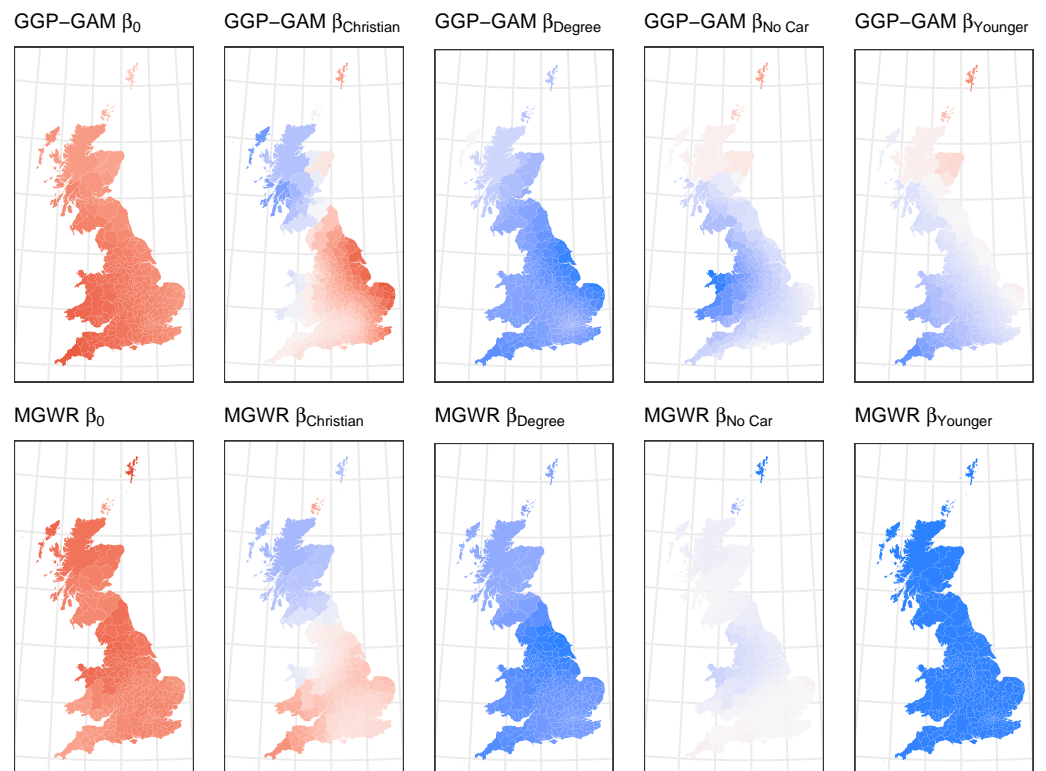 GGP−GAM β0 GGP−GAM βChristian GGP−GAM βDegree GGP−GAM βNo Car GGP−GAM βYounger
MGWR β0 MGWR βChristian MGWR βDegree MGWR βNo Car MGWR βYounger